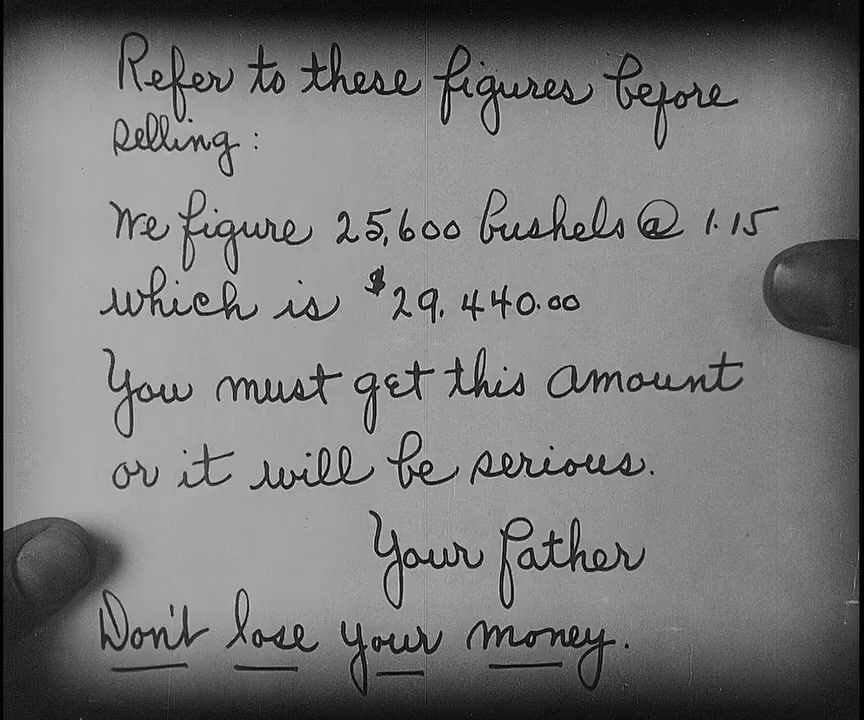 Refer to these figures before
selling:
We figure 25,600 bushels @ 1.15
which is $29.440.00
You must get this amount
or it will be serious.
Your Father
Don't lose your money.